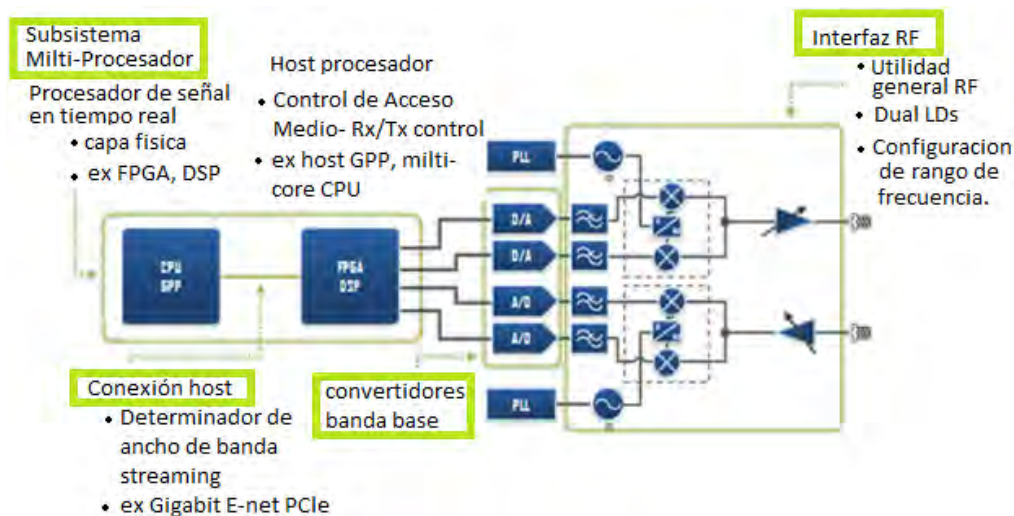 Subsistema
Milti-Procesador
Procesador de señal
en tiempo real
• capa fisica
• ex FPGA, DSP
Host procesador
• Control de Acceso
Medio- Rx/Tx control
• ex host GPP, milti-
core CPU
Interfaz RF
• Utilidad
general RF
• Dual LDs
• Configuracion
de rango de
frecuencia.
PLL
D/A
D/A
A/D
A/D
PLL
CPU
GPP
FPGA
DSP
Conexión host
• Determinador de
ancho de banda
streaming
• ex Gigabit E-net PCle
convertidores
banda base